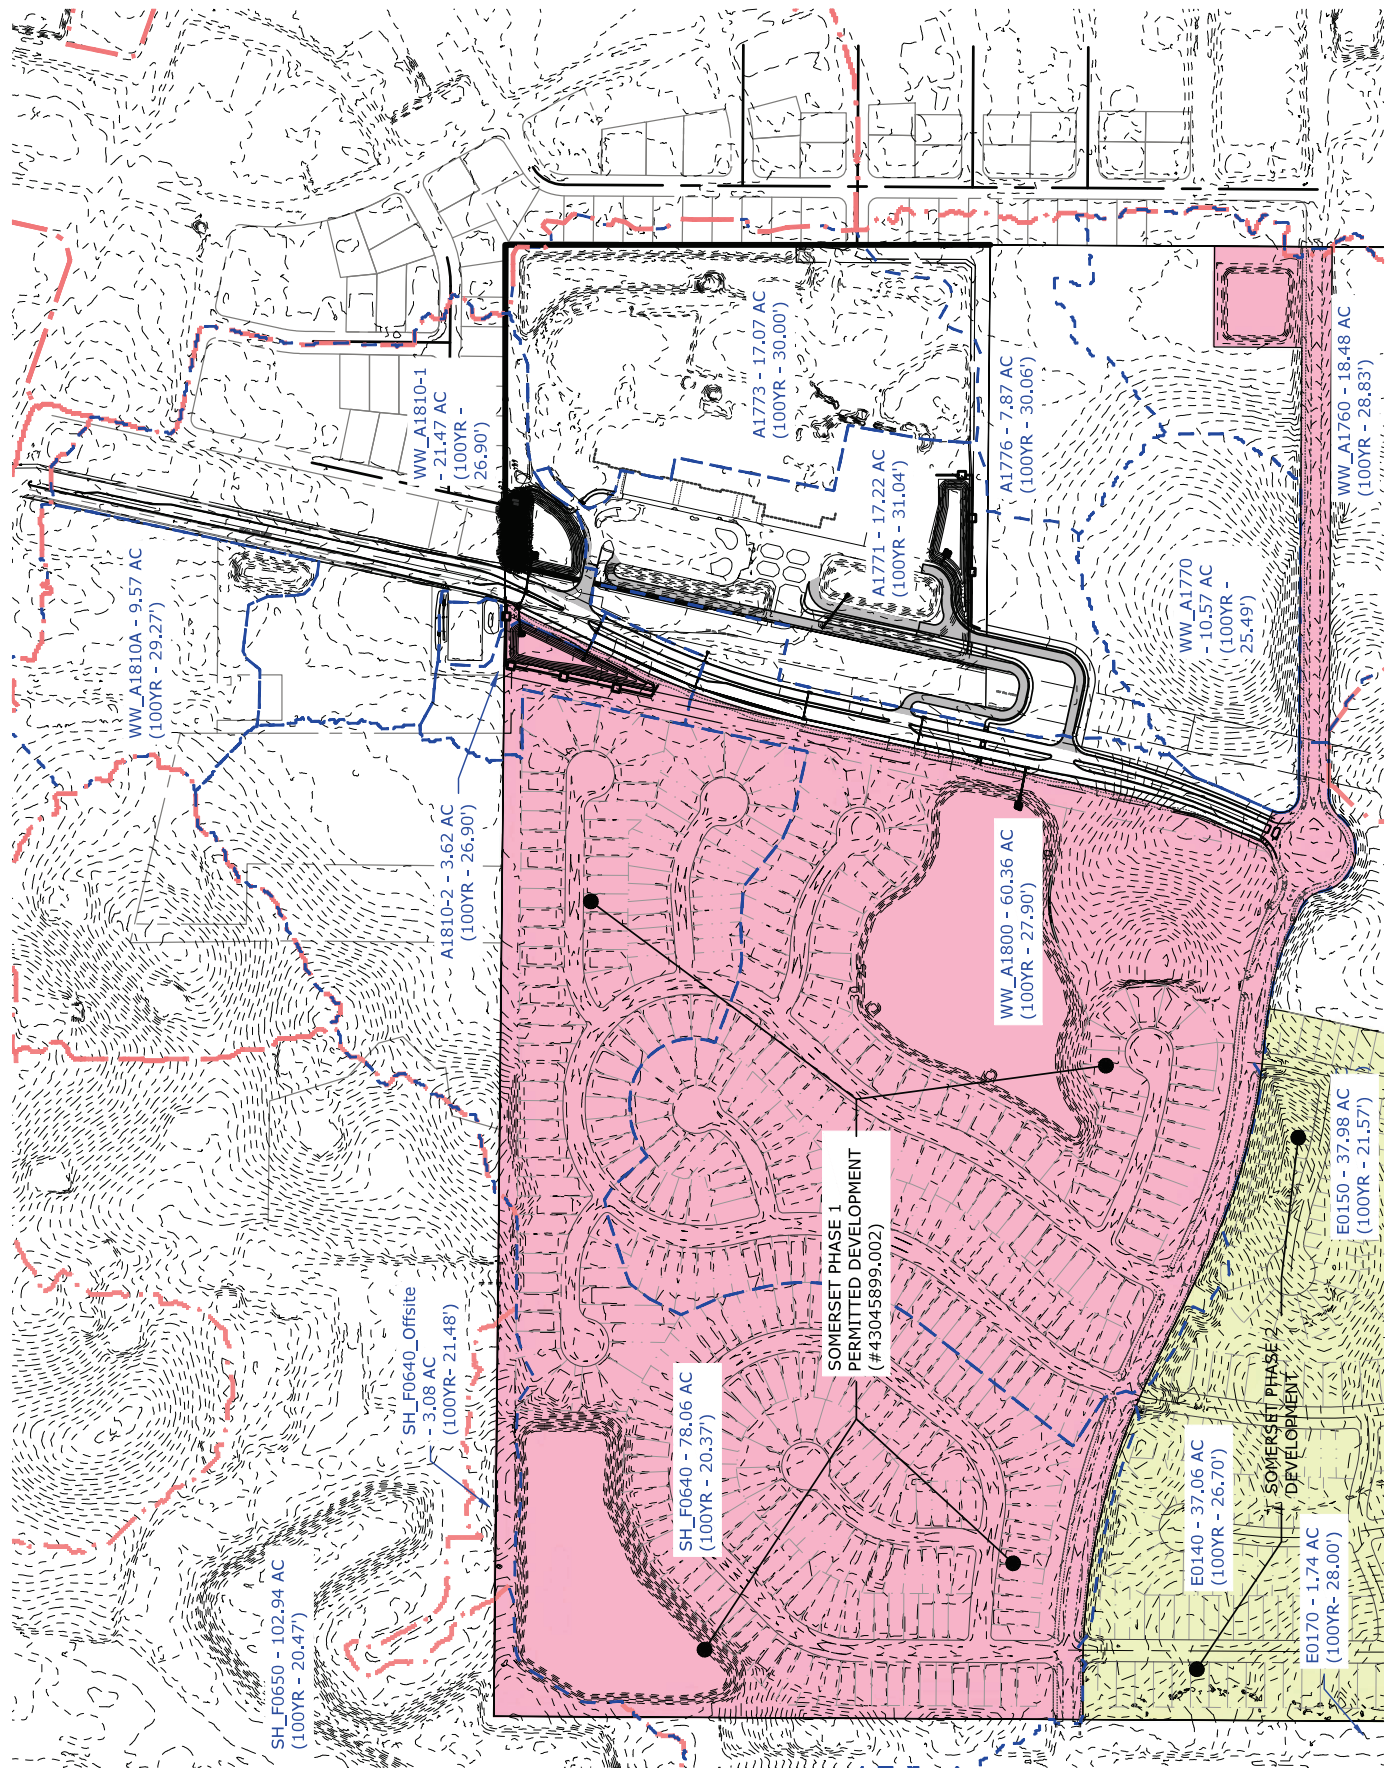 WW_A1810-1
- 21.47 AC
(100YR -
26.90')
A1773 - 17.07 AC
(100YR - 30.00')
A1776 - 7.87 AC
(100YR - 30.06')
WW_A1760 - 18.48 AC
(100YR - 28.83')
A1771 - 17.22 AC
(100YR - 31.04')
WW_A1770
- 10.57 AC
(100YR -
25.49')
WW_A1810A - 9.57 AC
(100YR - 29.27')
A1810-2 - 3.62 AC
(100YR - 26.90')
WW_A1800 - 60.36 AC
(100YR - 27.90')
SOMERSET PHASE 1
PERMITTED DEVELOPMENT
(#43045899.002)
E0150 - 37.98 AC
(100YR - 21.57')
SH_F0640_Offsite
- 3.08 AC
(100YR- 21.48')
SH_F0640 - 78.06 AC
(100YR - 20.37')
SOMERSET PHASE 2
DEVELOPMENT
E0140 - 37.06 AC
(100YR - 26.70')
SH_F0650 - 102.94 AC
(100YR - 20.47')
E0170 - 1.74 AC
(100YR- 28.00')